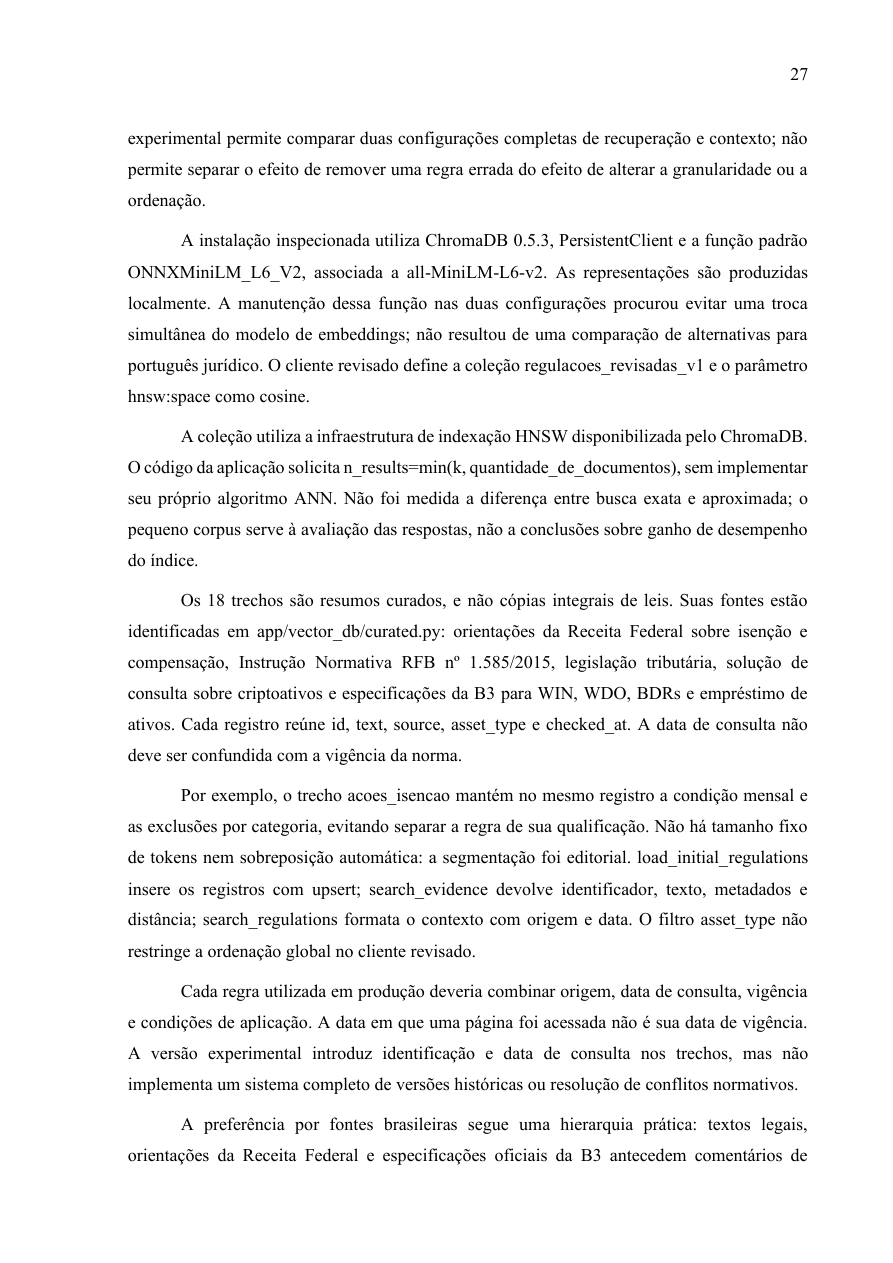 27
experimental permite comparar duas configurações completas de recuperação e contexto; não
permite separar o efeito de remover uma regra errada do efeito de alterar a granularidade ou a
ordenação.
A instalação inspecionada utiliza ChromaDB 0.5.3, PersistentClient e a função padrão
ONNXMiniLM_L6_V2, associada a all-MiniLM-L6-v2. As representações são produzidas
localmente. A manutenção dessa função nas duas configurações procurou evitar uma troca
simultânea do modelo de embeddings; não resultou de uma comparação de alternativas para
português jurídico. O cliente revisado define a coleção regulacoes_revisadas_v1 e o parâmetro
hnsw:space como cosine.
A coleção utiliza a infraestrutura de indexação HNSW disponibilizada pelo ChromaDB.
O código da aplicação solicita n_results=min(k, quantidade_de_documentos), sem implementar
seu próprio algoritmo ANN. Não foi medida a diferença entre busca exata e aproximada; o
pequeno corpus serve à avaliação das respostas, não a conclusões sobre ganho de desempenho
do índice.
Os 18 trechos são resumos curados, e não cópias integrais de leis. Suas fontes estão
identificadas em app/vector_db/curated.py: orientações da Receita Federal sobre isenção e
compensação, Instrução Normativa RFB nº 1.585/2015, legislação tributária, solução de
consulta sobre criptoativos e especificações da B3 para WIN, WDO, BDRs e empréstimo de
ativos. Cada registro reúne id, text, source, asset_type e checked_at. A data de consulta não
deve ser confundida com a vigência da norma.
Por exemplo, o trecho acoes_isencao mantém no mesmo registro a condição mensal e
as exclusões por categoria, evitando separar a regra de sua qualificação. Não há tamanho fixo
de tokens nem sobreposição automática: a segmentação foi editorial. load_initial_regulations
insere os registros com upsert; search_evidence devolve identificador, texto, metadados e
distância; search_regulations formata o contexto com origem e data. O filtro asset_type não
restringe a ordenação global no cliente revisado.
Cada regra utilizada em produção deveria combinar origem, data de consulta, vigência
e condições de aplicação. A data em que uma página foi acessada não é sua data de vigência.
A versão experimental introduz identificação e data de consulta nos trechos, mas não
implementa um sistema completo de versões históricas ou resolução de conflitos normativos.
A preferência por fontes brasileiras segue uma hierarquia prática: textos legais,
orientações da Receita Federal e especificações oficiais da B3 antecedem comentários de